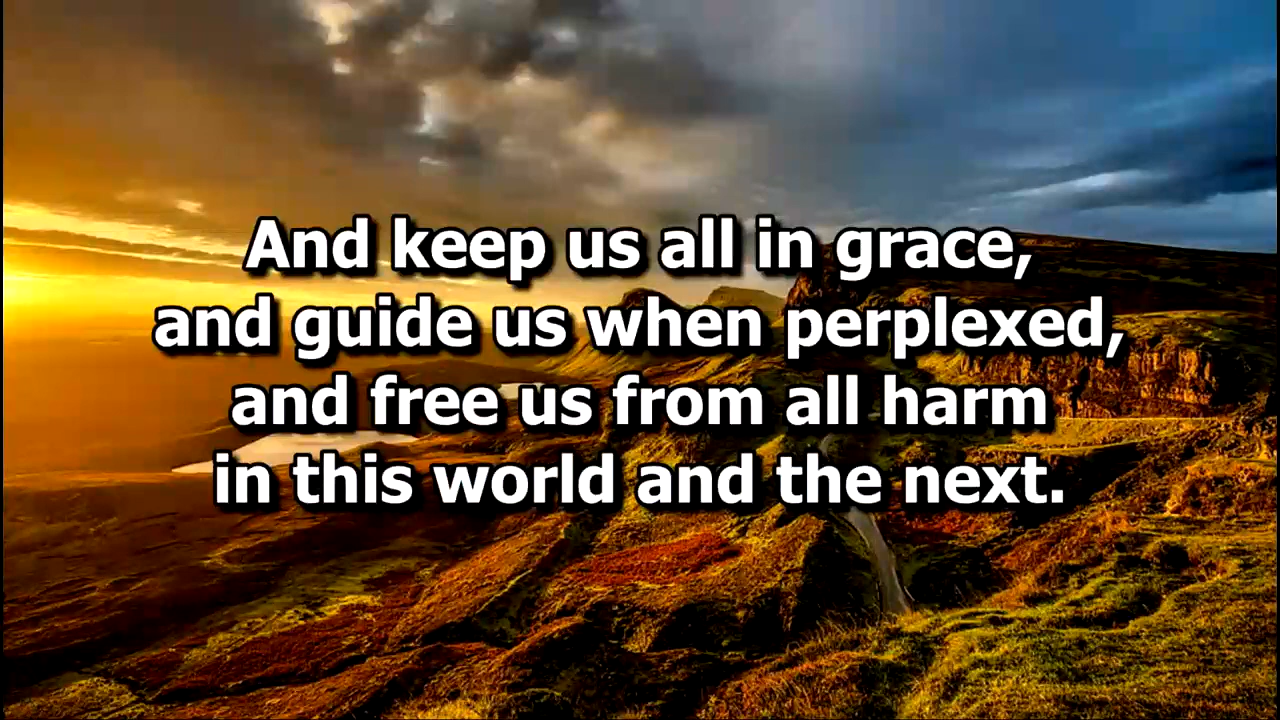 And keep us all in grace,
and guide us when perplexed,
and free us from all harm
in this world and the next.